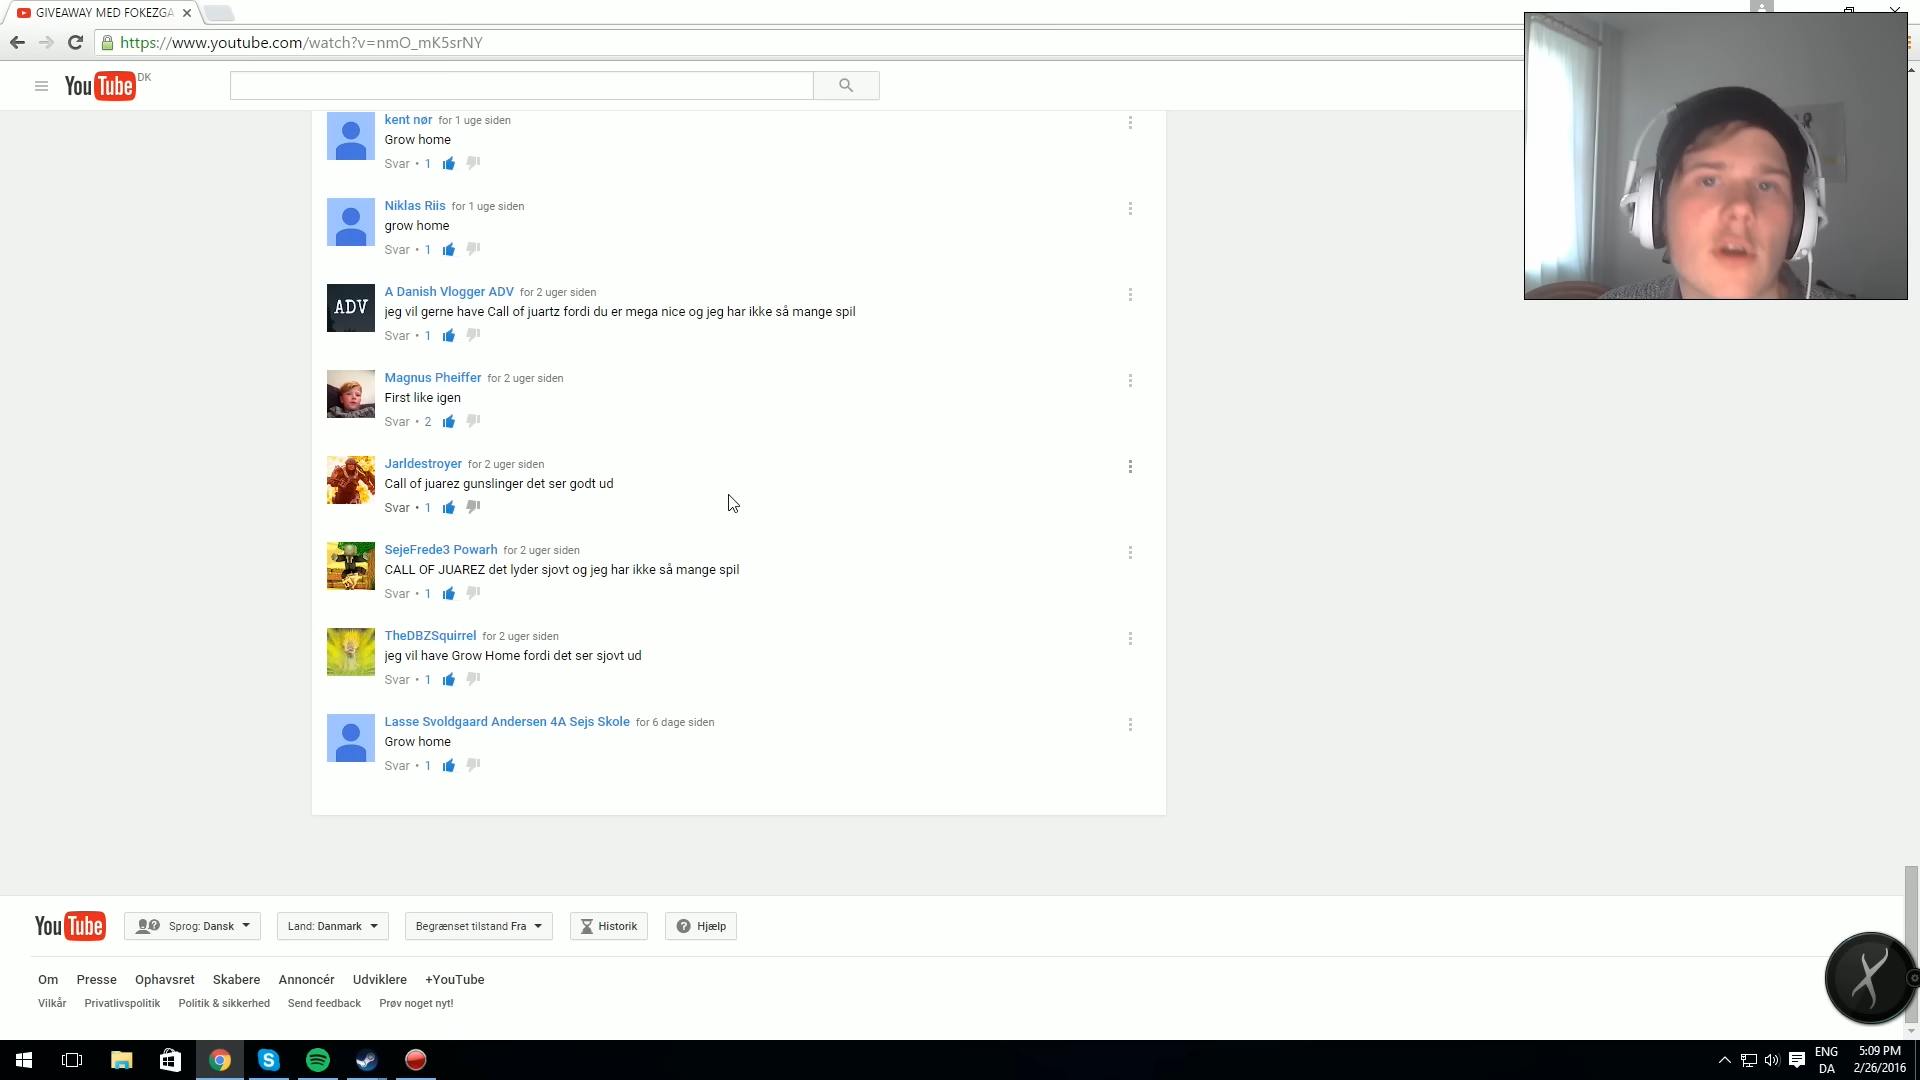 GIVEAWAY MED FOKEZGA
https://www.youtube.com/watch?v=nmO_mK5srNY
YouTube DK
kent nør for 1 uge siden
Grow home
Svar • 1
Niklas Riis for 1 uge siden
grow home
Svar • 1
ADV
A Danish Vlogger ADV for 2 uger siden
jeg vil gerne have Call of juartz fordi du er mega nice og jeg har ikke så mange spil
Svar • 1
Magnus Pheiffer for 2 uger siden
First like igen
Svar • 2
Jarldestroyer for 2 uger siden
Call of juarez gunslinger det ser godt ud
Svar • 1
SejeFrede3 Powarh for 2 uger siden
CALL OF JUAREZ det lyder sjovt og jeg har ikke så mange spil
Svar • 1
TheDBZSquirrel for 2 uger siden
jeg vil have Grow Home fordi det ser sjovt ud
Svar • 1
Lasse Svoldgaard Andersen 4A Sejs Skole for 6 dage siden
Grow home
Svar • 1
YouTube Sprog: Dansk Land: Danmark Begrænset tilstand Fra Historik Hjælp
Om Presse Ophavsret Skabere Annoncér Udviklere +YouTube
Vilkår Privatlivspolitik Politik & sikkerhed Send feedback Prøv noget nyt!
ENG 5:09 PM
DA 2/26/2016